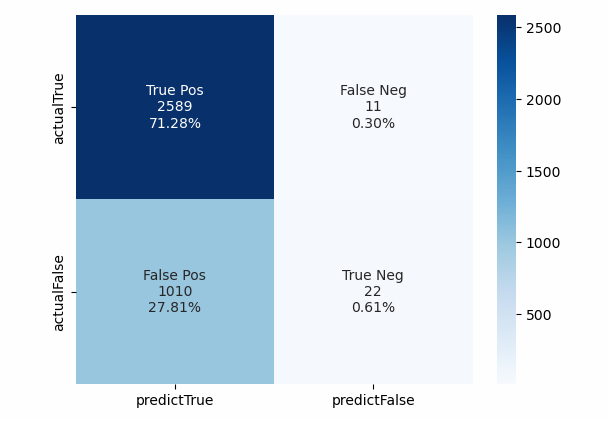 actualTrue
True Pos
2589
71.28%
False Neg
11
0.30%
actualFalse
False Pos
1010
27.81%
True Neg
22
0.61%
predictTrue
predictFalse
2500
2000
1500
1000
500